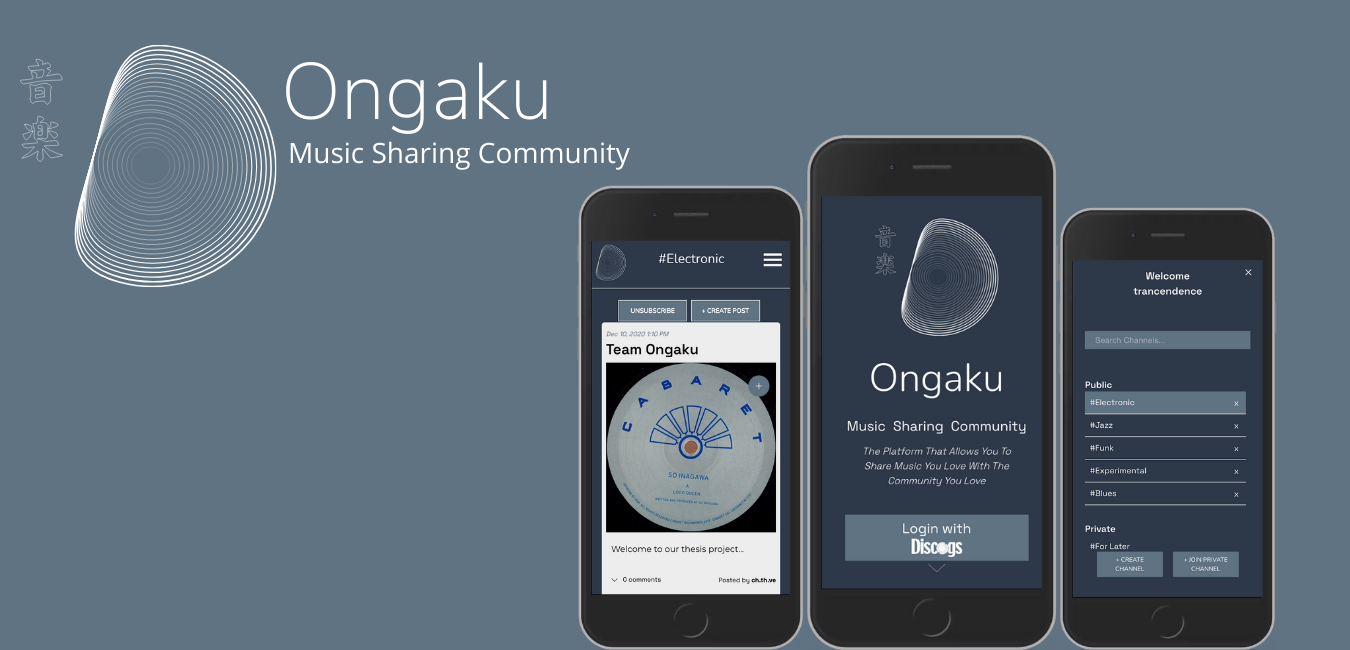 音
楽
Ongaku
Music Sharing Community
#Electronic
UNSUBSCRIBE
+ CREATE POST
Dec 10, 2020 1:10 PM
Team Ongaku
+
CABARET
SO INAGAWA
A
LOGO QUEEN
Welcome to our thesis project...
0 comments
Posted by ch.th.ve
音
楽
Ongaku
Music Sharing Community
The Platform That Allows You To
Share Music You Love With The
Community You Love
Login with
Discogs
Welcome
trancendence
×
Search Channels...
Public
#Electronic x
#Jazz x
#Funk x
#Experimental x
#Blues x
Private
#For Later
+ CREATE
CHANNEL
+ JOIN PRIVATE
CHANNEL